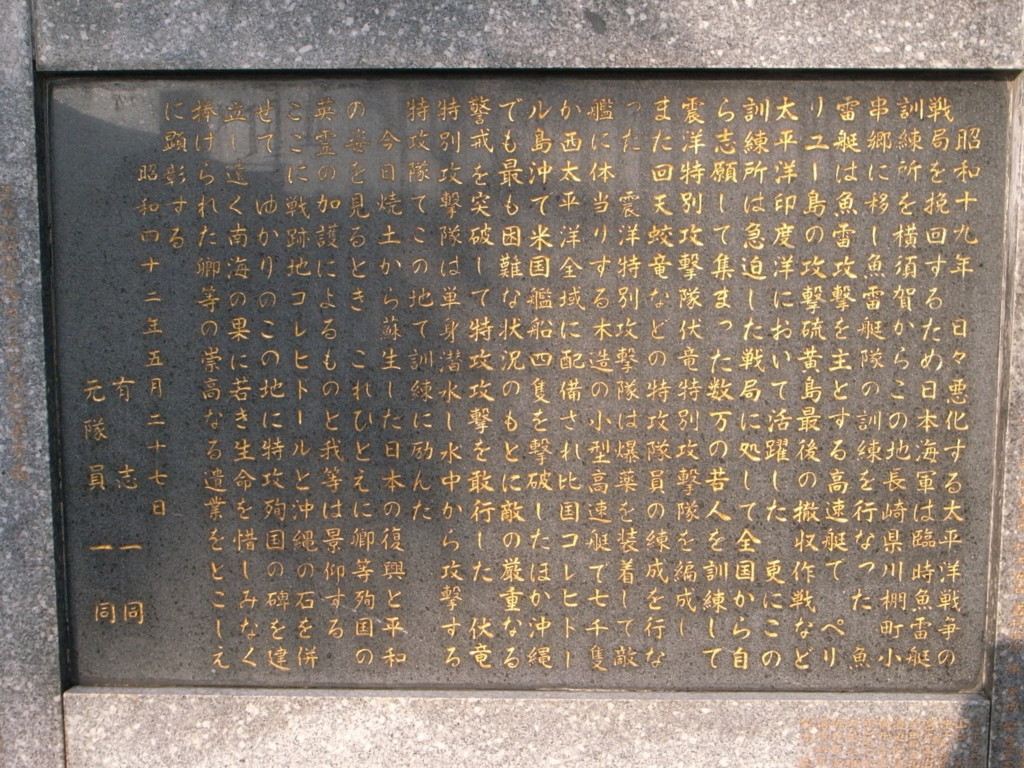 昭和十九年 日々悪化する太平洋戦争の
戦局を挽回するため日本海軍は臨時魚雷艇
訓練所を横須賀からこの地長崎県川棚町小
串郷に移し魚雷艇隊の訓練を行なった 魚
雷艇は魚雷攻撃を主とする高速艇で ペリ
リユー島の攻撃硫黄島最後の撤収作戦など
太平洋印度洋において活躍した 更にこの
訓練所は急迫した戦局に処して全国から自
ら志願して集まった数万の若人を訓練して
震洋特別攻撃隊伏竜特別攻撃隊を編成し
また回天蛟竜などの特攻隊員の練成を行な
った 震洋特別攻撃隊は爆薬を装着して敵
艦に体当りする木造の小型高速艇で七千隻
が西太平洋全域に配備され比国コレヒトー
ル島沖で米国艦船四隻を撃破したほか沖縄
でも最も困難な状況のもとに敵の厳重なる
警戒を突破して特攻攻撃を敢行した 伏竜
特別攻撃隊は単身潜水し水中から攻撃する
特攻隊でこの地で訓練に励んだ
今日焼土から蘇生した日本の復興と平和
の姿を見るとき これひとえに卿等殉国の
英霊の加護によるものと我等は景仰する
ここに戦跡地コレヒトールと沖縄の石を併
せて ゆかりのこの地に特攻殉国の碑を建
立し遠く南海の果に若き生命を惜しみなく
捧げられた卿等の崇高なる遺業をとこしえ
に顕彰する
昭和四十二年五月二十七日
有志一同
元隊員一同